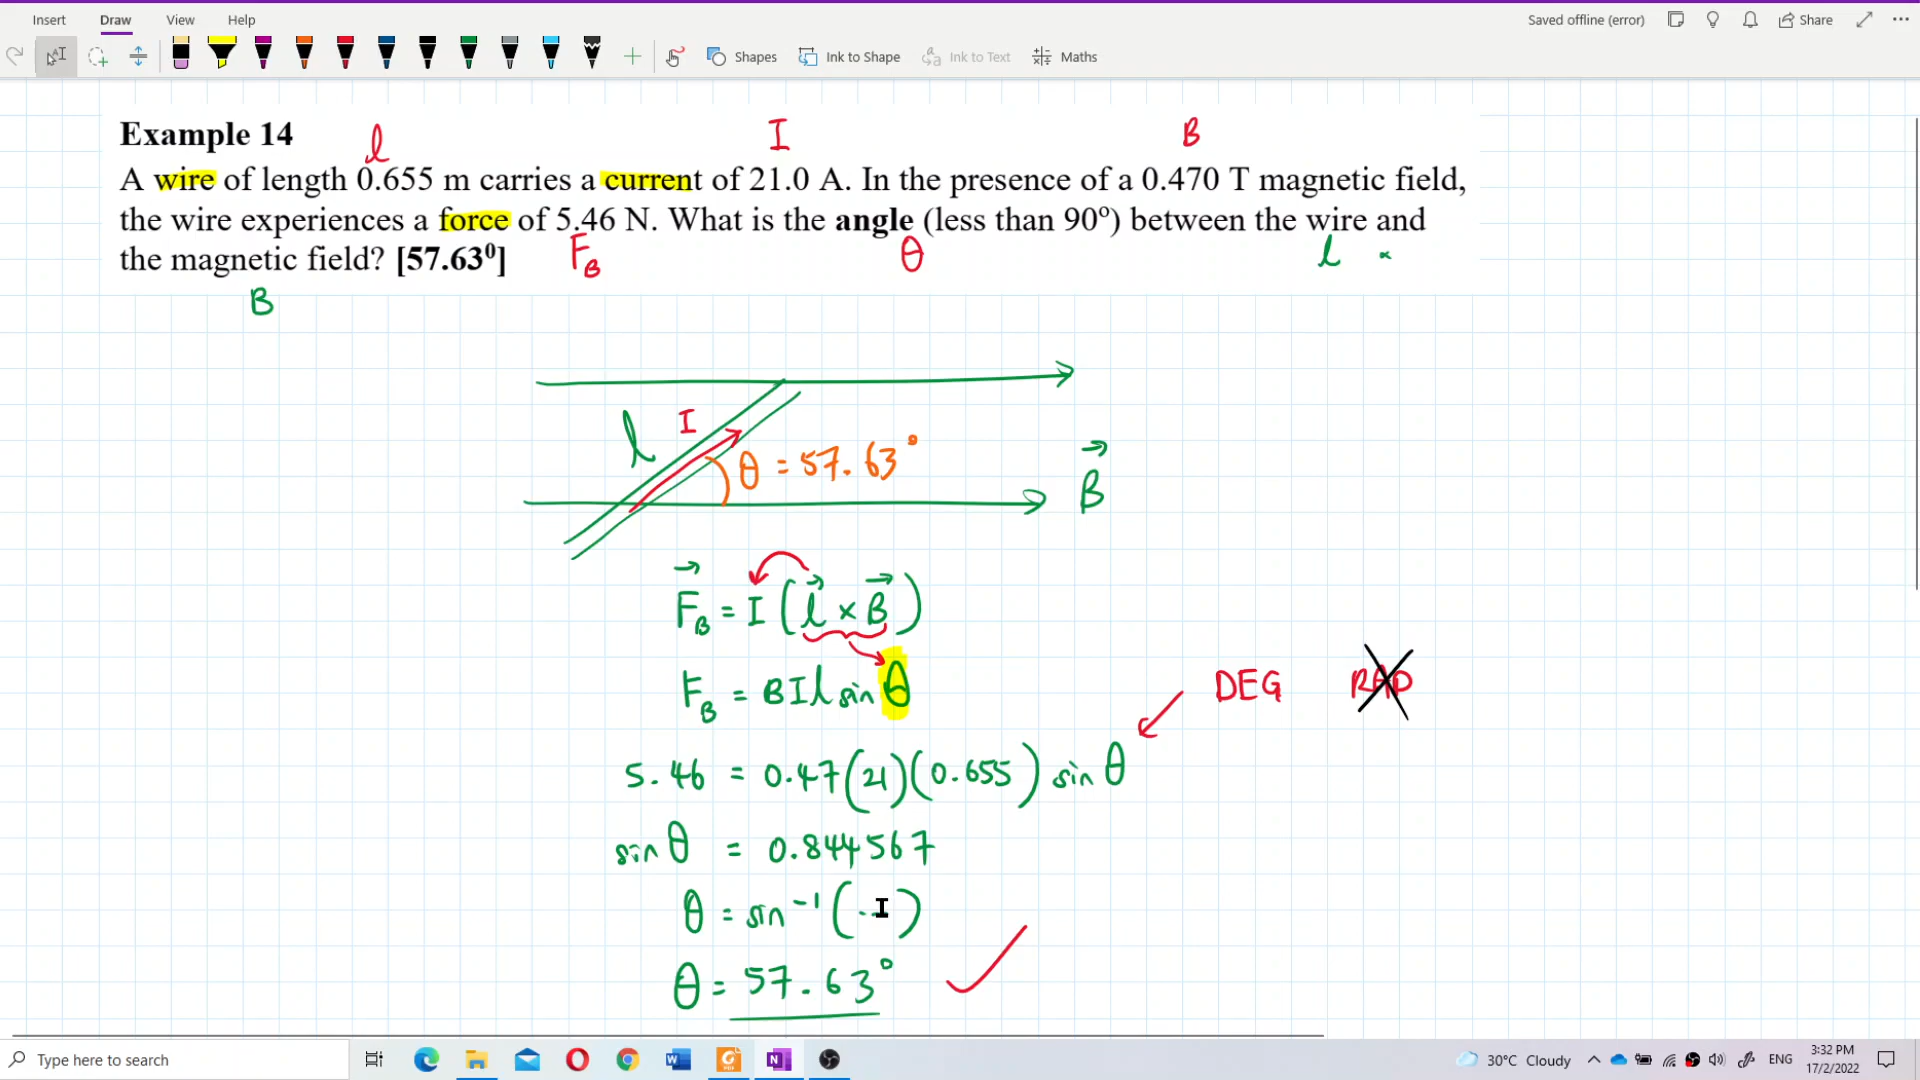 Insert Draw View Help
Saved offline (error) Share
Shapes Ink to Shape Ink to Text Maths
Example 14
l I B
A wire of length 0.655 m carries a current of 21.0 A. In the presence of a 0.470 T magnetic field,
the wire experiences a force of 5.46 N. What is the angle (less than 90°) between the wire and
the magnetic field? [57.63⁰]
F_B θ l
B
l I
θ = 57.63°
B⃗
F⃗_B = I (l⃗ × B⃗)
F_B = BIl sin θ
DEG RAD
5.46 = 0.47(21)(0.655) sin θ
sin θ = 0.844567
θ = sin⁻¹(...)
θ = 57.63°
Type here to search
30°C Cloudy
ENG
3:32 PM
17/2/2022